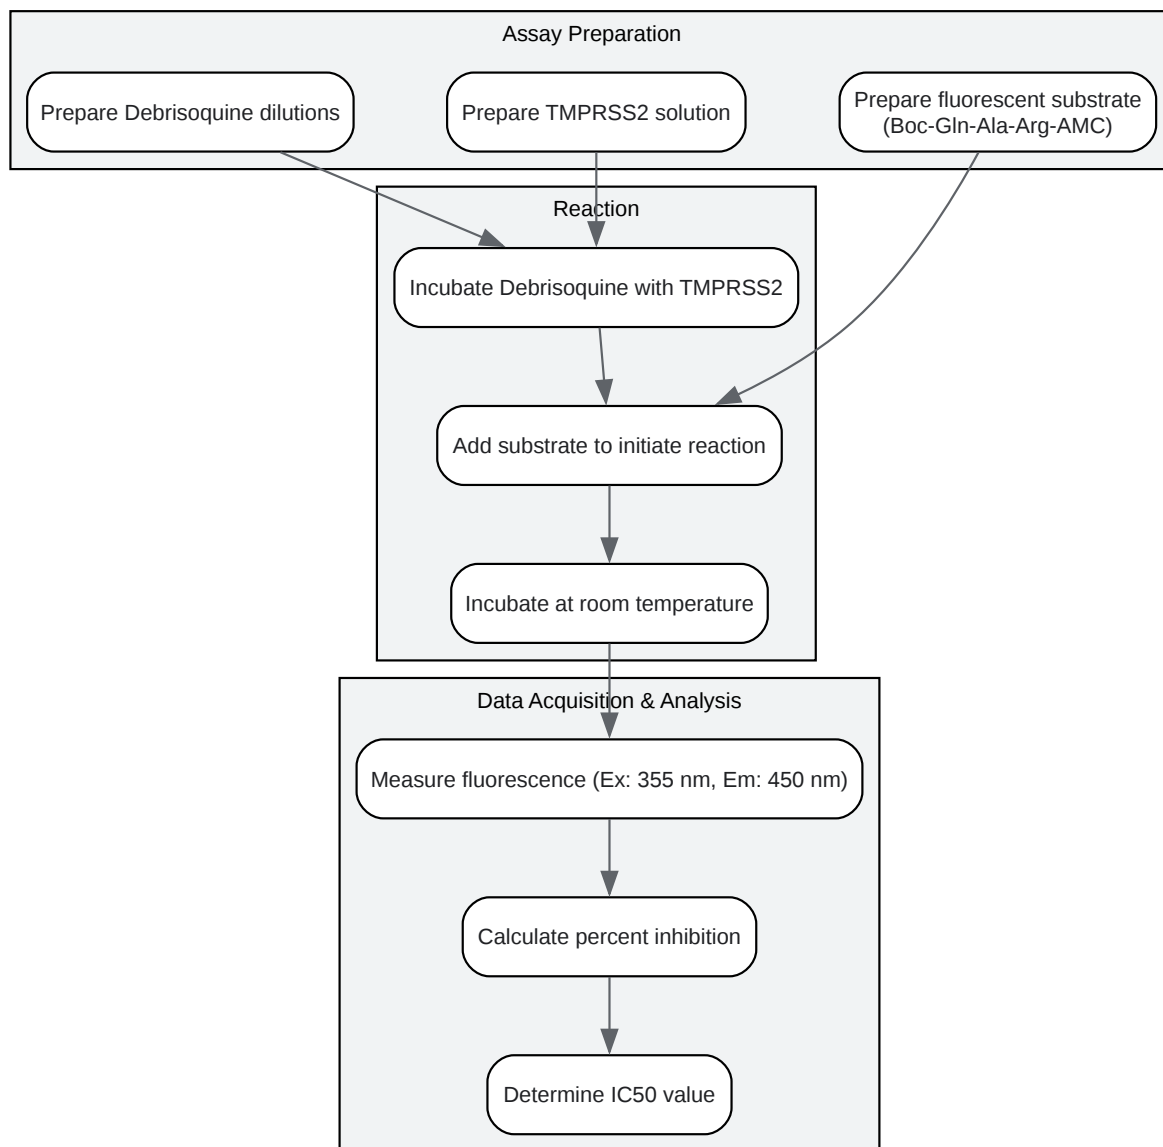 Assay Preparation
Prepare Debrisoquine dilutions
Prepare TMPRSS2 solution
Prepare fluorescent substrate
(Boc-Gln-Ala-Arg-AMC)
Reaction
Incubate Debrisoquine with TMPRSS2
Add substrate to initiate reaction
Incubate at room temperature
Data Acquisition & Analysis
Measure fluorescence (Ex: 355 nm, Em: 450 nm)
Calculate percent inhibition
Determine IC50 value